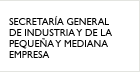 SECRETARÍA GENERAL
DE INDUSTRIA Y DE LA
PEQUEÑA Y MEDIANA
EMPRESA